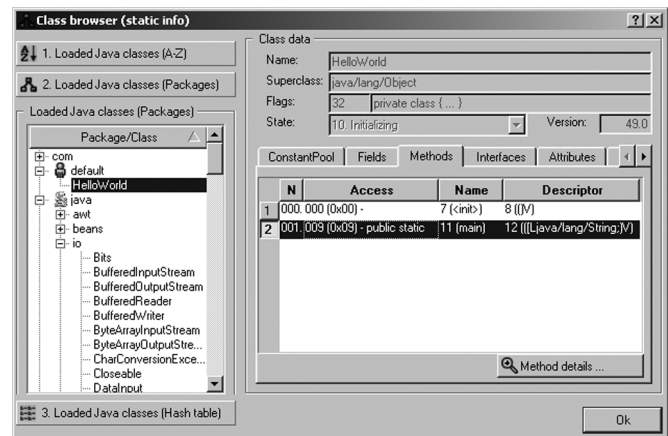 Class browser (static info)
1. Loaded Java classes (A-Z)
2. Loaded Java classes (Packages)
Loaded Java classes (Packages)
Package/Class
com
default
HelloWorld
java
awt
beans
io
Bits
BufferedInputStream
BufferedOutputStream
BufferedReader
BufferedWriter
ByteArrayInputStream
ByteArrayOutputStre...
CharConversionExce...
Closeable
DataInput
3. Loaded Java classes (Hash table)
Class data
Name: HelloWorld
Superclass: java/lang/Object
Flags: 32 private class { ... }
State: 10. Initializing Version: 49.0
ConstantPool Fields Methods Interfaces Attributes
N Access Name Descriptor
1 000. 000 (0x00) - 7 (<init>) 8 (()V)
2 001. 009 (0x09) - public static 11 (main) 12 (([Ljava/lang/String;)V)
Method details ...
Ok